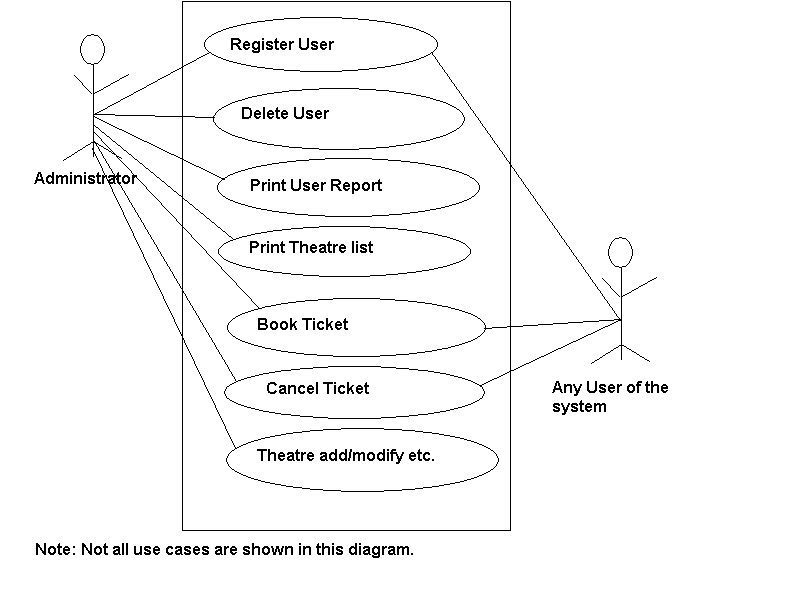 Register User
Delete User
Administrator
Print User Report
Print Theatre list
Book Ticket
Cancel Ticket
Any User of the
system
Theatre add/modify etc.
Note: Not all use cases are shown in this diagram.